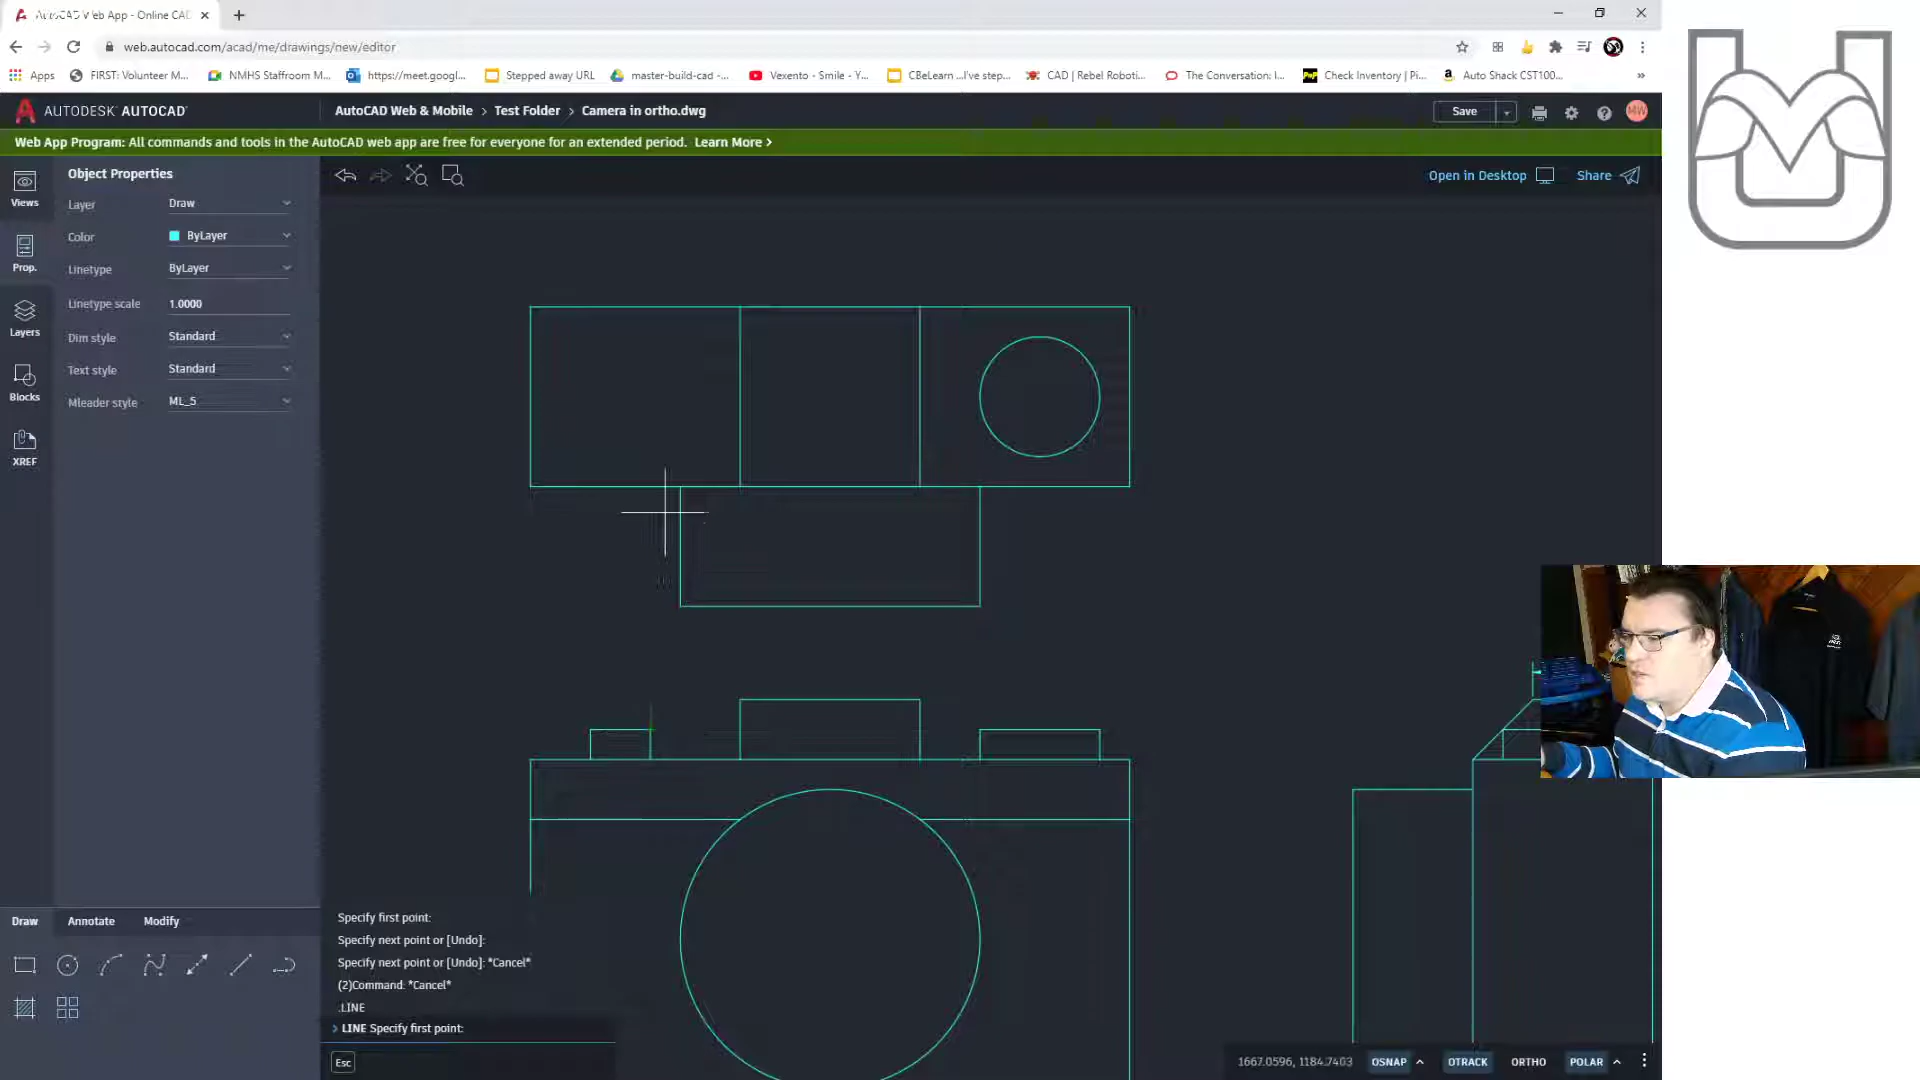 AutoCAD Web App - Online CAD
web.autocad.com/acad/me/drawings/new/editor
Apps
FIRST: Volunteer M...
NMHS Staffroom M...
https://meet.googl...
Stepped away URL
master-build-cad -...
Vexento - Smile - Y...
CBeLearn ...I've step...
CAD | Rebel Roboti...
The Conversation: I...
Check Inventory | Pi...
Auto Shack CST100...
»
AUTODESK AUTOCAD
AutoCAD Web & Mobile > Test Folder > Camera in ortho.dwg
Save
MW
Web App Program: All commands and tools in the AutoCAD web app are free for everyone for an extended period. Learn More >
Object Properties
Open in Desktop
Share
Views
Prop.
Layers
Blocks
XREF
Layer Draw
Color ByLayer
Linetype ByLayer
Linetype scale 1.0000
Dim style Standard
Text style Standard
Mleader style ML_5
Draw Annotate Modify
Specify first point:
Specify next point or [Undo]:
Specify next point or [Undo]: *Cancel*
(2)Command: *Cancel*
.LINE
> LINE Specify first point:
Esc
1667.0596, 1184.7403 OSNAP OTRACK ORTHO POLAR